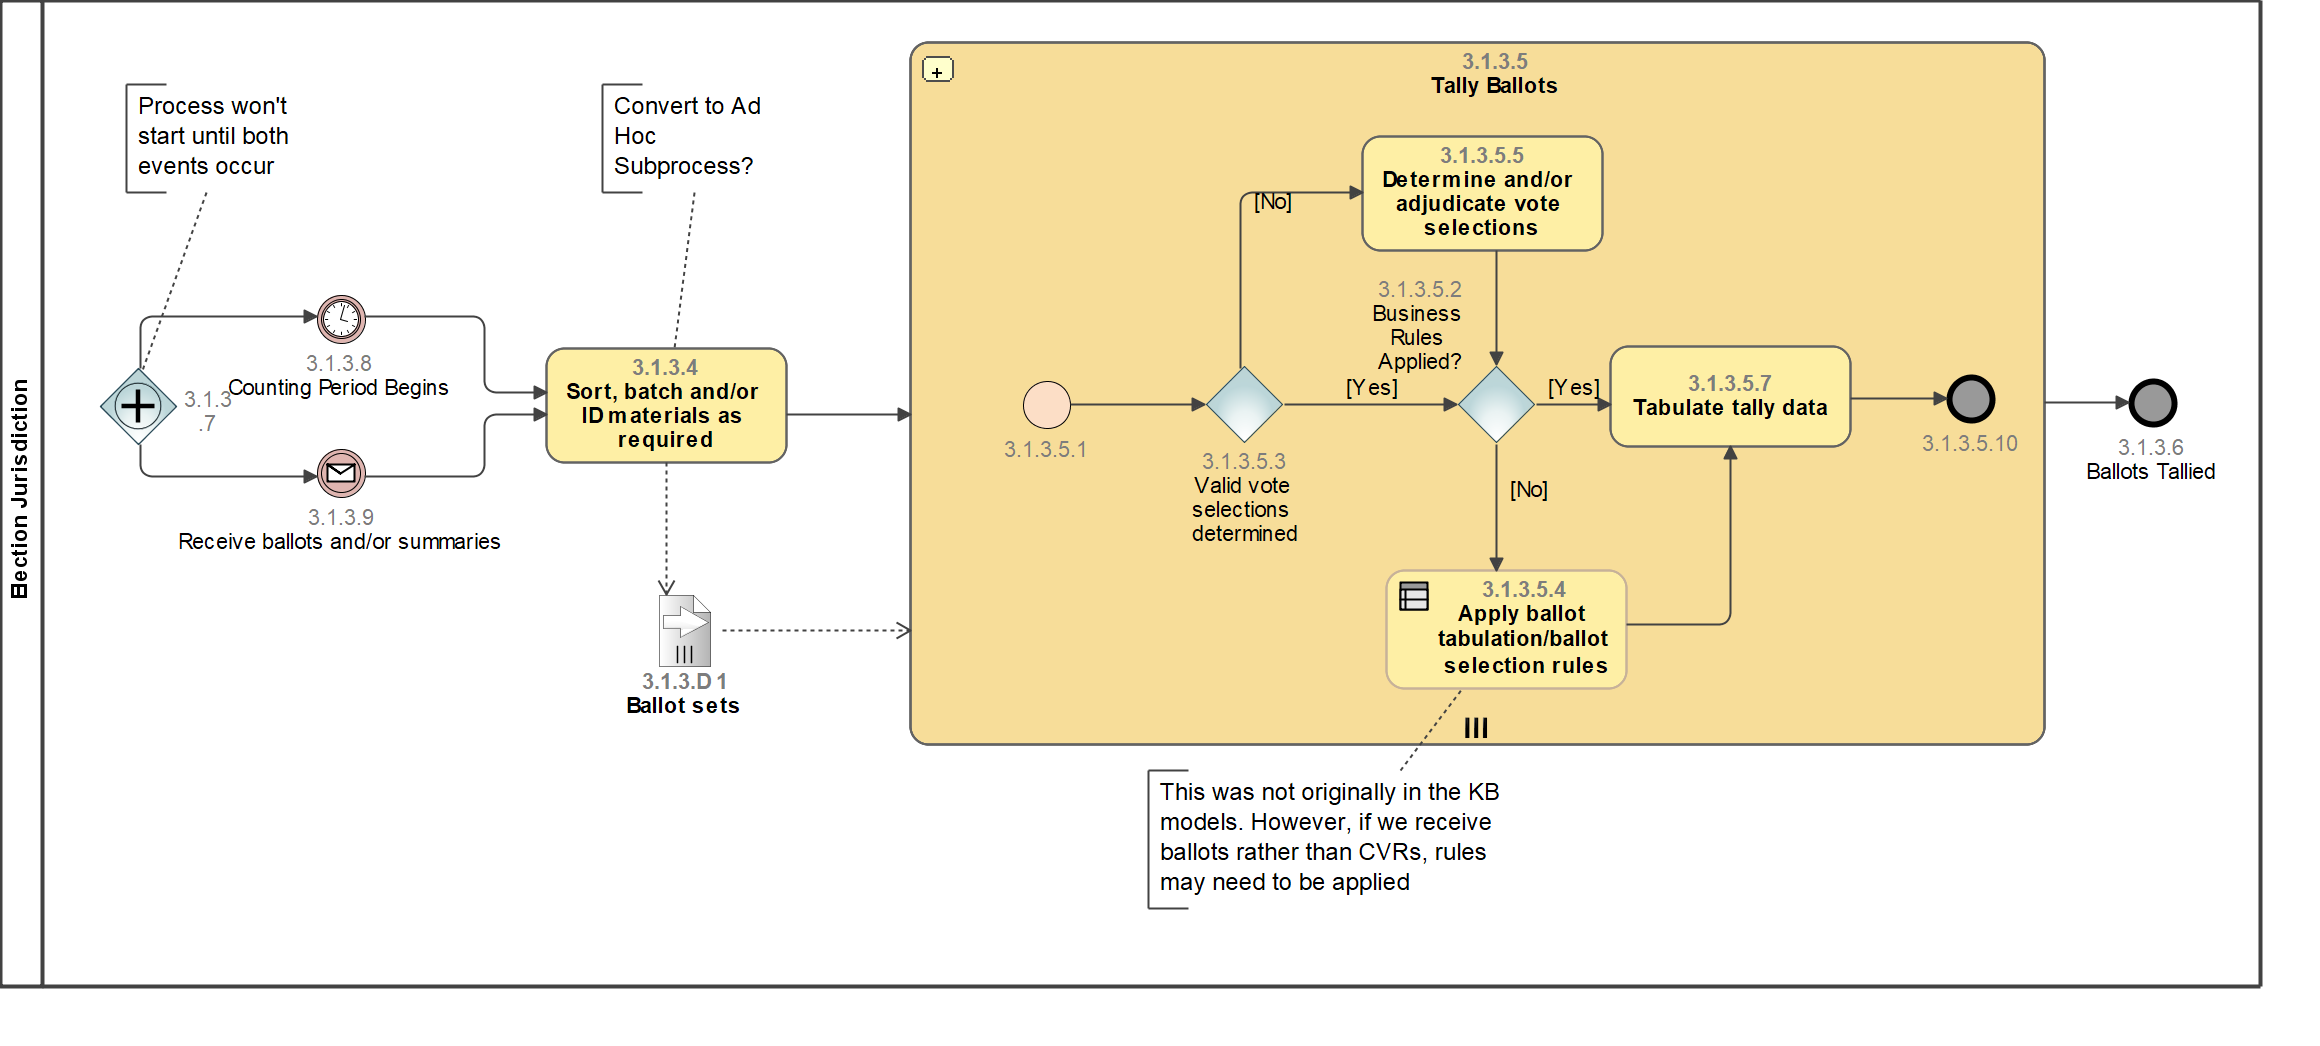 Election Jurisdiction
Process won't
start until both
events occur
Convert to Ad
Hoc
Subprocess?
3.1.3
.7
3.1.3.8
Counting Period Begins
3.1.3.9
Receive ballots and/or summaries
3.1.3.4
Sort, batch and/or
ID materials as
required
3.1.3.D1
Ballot sets
3.1.3.5
Tally Ballots
3.1.3.5.1
3.1.3.5.3
Valid vote
selections
determined
[No]
[Yes]
3.1.3.5.5
Determine and/or
adjudicate vote
selections
3.1.3.5.2
Business
Rules
Applied?
[Yes]
[No]
3.1.3.5.4
Apply ballot
tabulation/ballot
selection rules
3.1.3.5.7
Tabulate tally data
3.1.3.5.10
3.1.3.6
Ballots Tallied
This was not originally in the KB
models. However, if we receive
ballots rather than CVRs, rules
may need to be applied